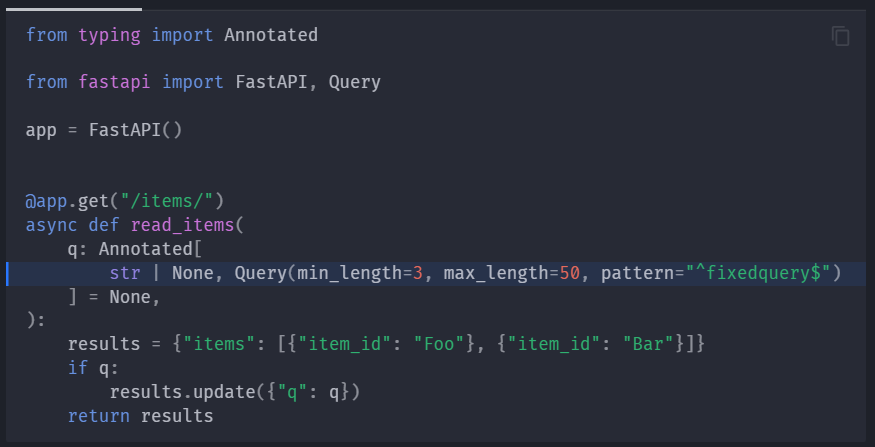 from typing import Annotated
from fastapi import FastAPI, Query
app = FastAPI()
@app.get("/items/")
async def read_items(
    q: Annotated[
        str | None, Query(min_length=3, max_length=50, pattern="^fixedquery$")
    ] = None,
):
    results = {"items": [{"item_id": "Foo"}, {"item_id": "Bar"}]}
    if q:
        results.update({"q": q})
    return results